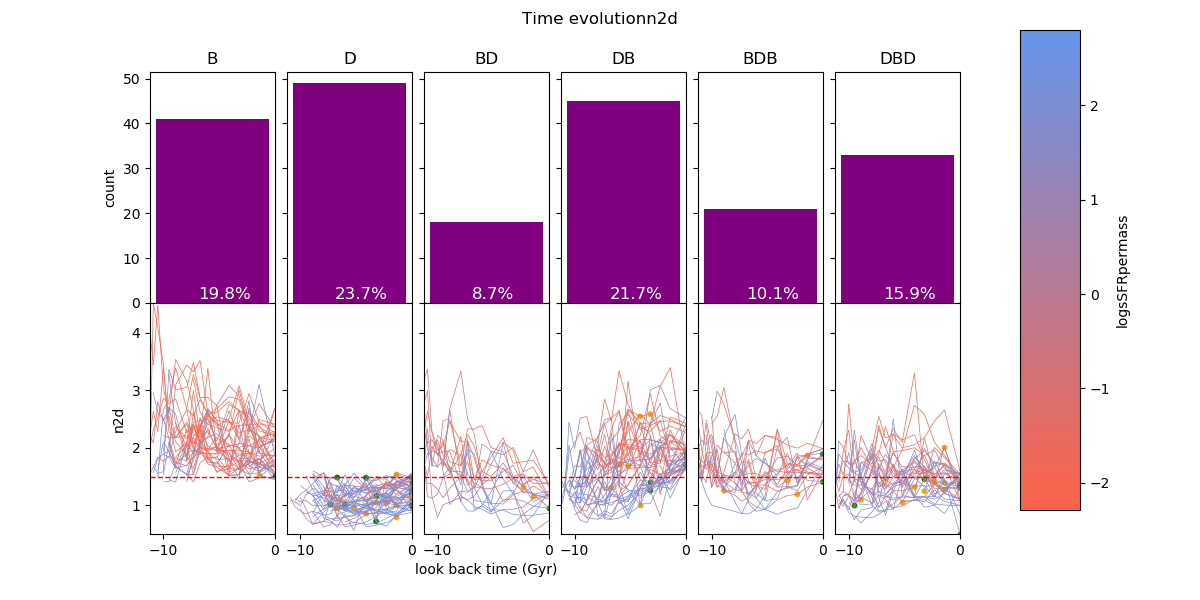 Time evolutionn2d
B D BD DB BDB DBD
50
40
30
20
10
0
count
19.8% 23.7% 8.7% 21.7% 10.1% 15.9%
4
3
2
1
n2d
−10 0 −10 0 −10 0 −10 0 −10 0 −10 0
look back time (Gyr)
2
1
0
−1
−2
logsSFRpermass